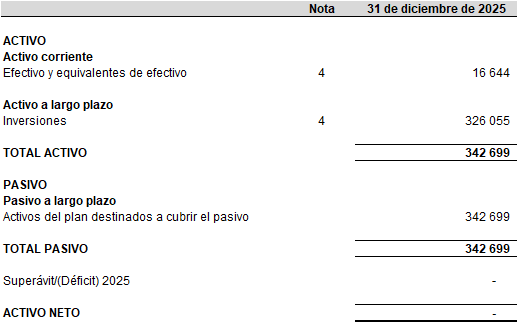 Nota 31 de diciembre de 2025
ACTIVO
Activo corriente
Efectivo y equivalentes de efectivo 4 16 644
Activo a largo plazo
Inversiones 4 326 055
TOTAL ACTIVO 342 699
PASIVO
Pasivo a largo plazo
Activos del plan destinados a cubrir el pasivo 342 699
TOTAL PASIVO 342 699
Superávit/(Déficit) 2025 -
ACTIVO NETO -